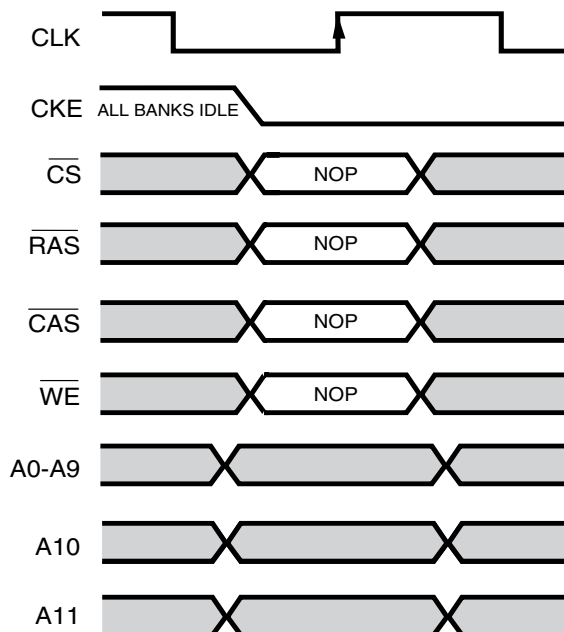 CLK
CKE ALL BANKS IDLE
CS NOP
RAS NOP
CAS NOP
WE NOP
A0-A9
A10
A11